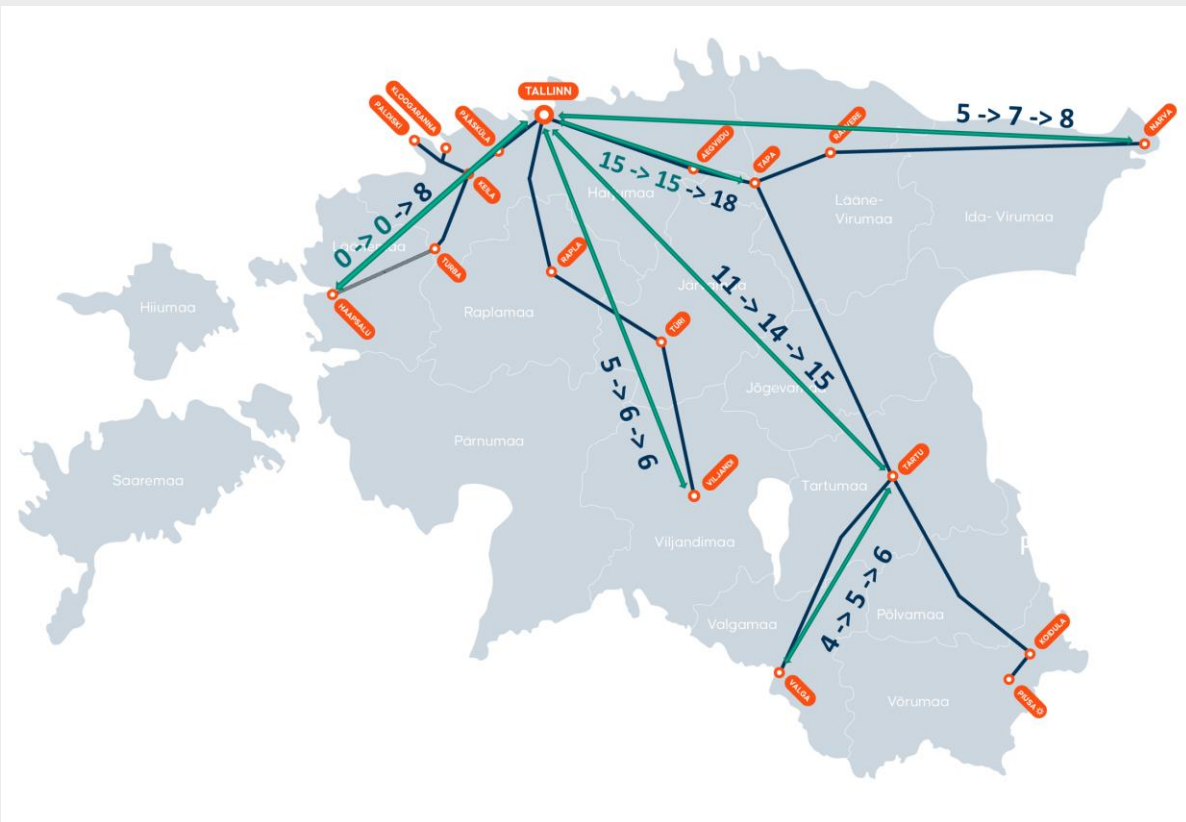 TALLINN
KLOOGARANNA
PALDISKI
PÄÄSKÜLA
KEILA
AEGVIIDU
TAPA
NARVA
5 -> 7 -> 8
15 -> 15 -> 18
0 -> 0 -> 8
Lääne-
Virumaa
Ida- Virumaa
TURBA
RAPLA
HAAPSALU
Hiiumaa
Raplamaa
TÜRI
11 -> 14 -> 15
5 -> 6 -> 6
Pärnumaa
Saaremaa
TARTU
VILJANDI
Tartumaa
Viljandimaa
P
4 -> 5 -> 6
Põlvamaa
Valgamaa
KOIDULA
VALGA
PIUSA
Võrumaa